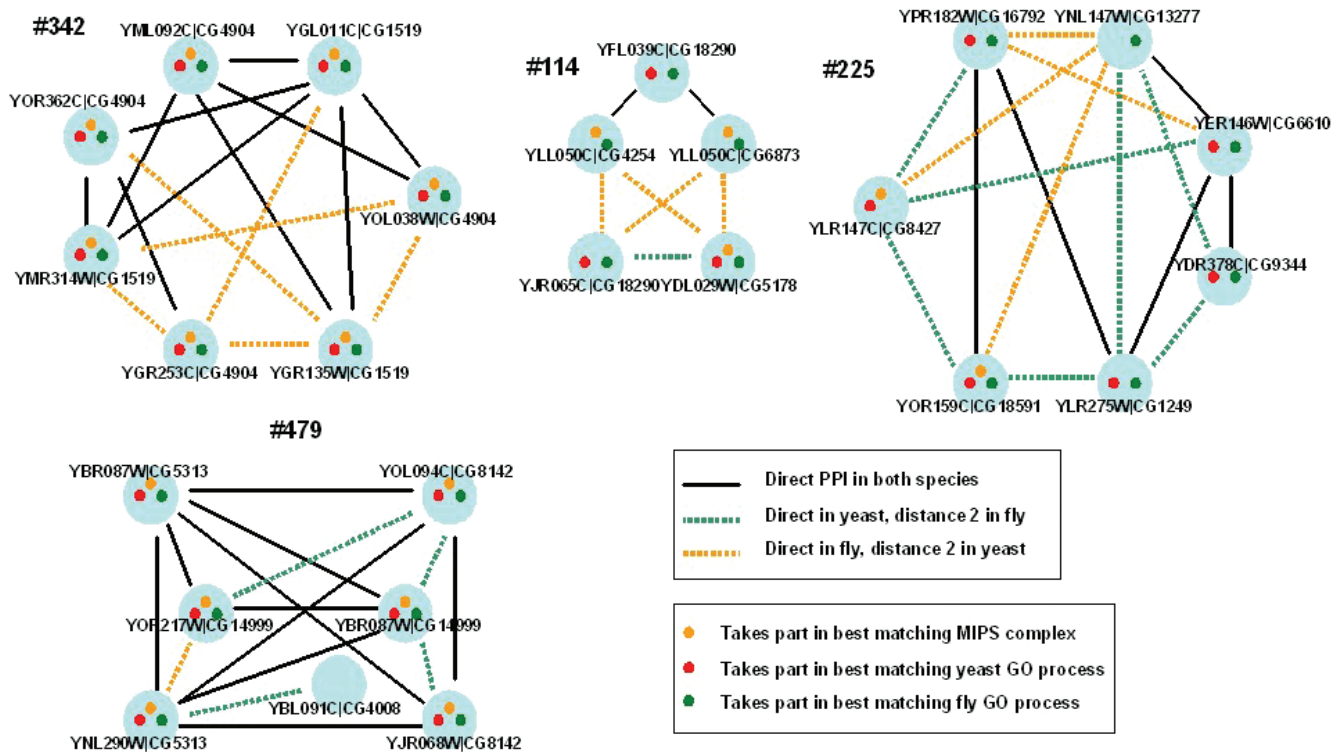 #342
YML092C|CG4904
YGL011C|CG1519
YOR362C|CG4904
YOL038W|CG4904
YMR314W|CG1519
YGR253C|CG4904
YGR135W|CG1519
#114
YFL039C|CG18290
YLL050C|CG4254
YLL050C|CG6873
YJR065C|CG18290
YDL029W|CG5178
#225
YPR182W|CG16792
YNL147W|CG13277
YER146W|CG6610
YLR147C|CG8427
YDR378C|CG9344
YOR159C|CG18591
YLR275W|CG1249
#479
YBR087W|CG5313
YOL094C|CG8142
YOR217W|CG14999
YBR087W|CG14999
YBL091C|CG4008
YNL290W|CG5313
YJR068W|CG8142
Direct PPI in both species
Direct in yeast, distance 2 in fly
Direct in fly, distance 2 in yeast
Takes part in best matching MIPS complex
Takes part in best matching yeast GO process
Takes part in best matching fly GO process